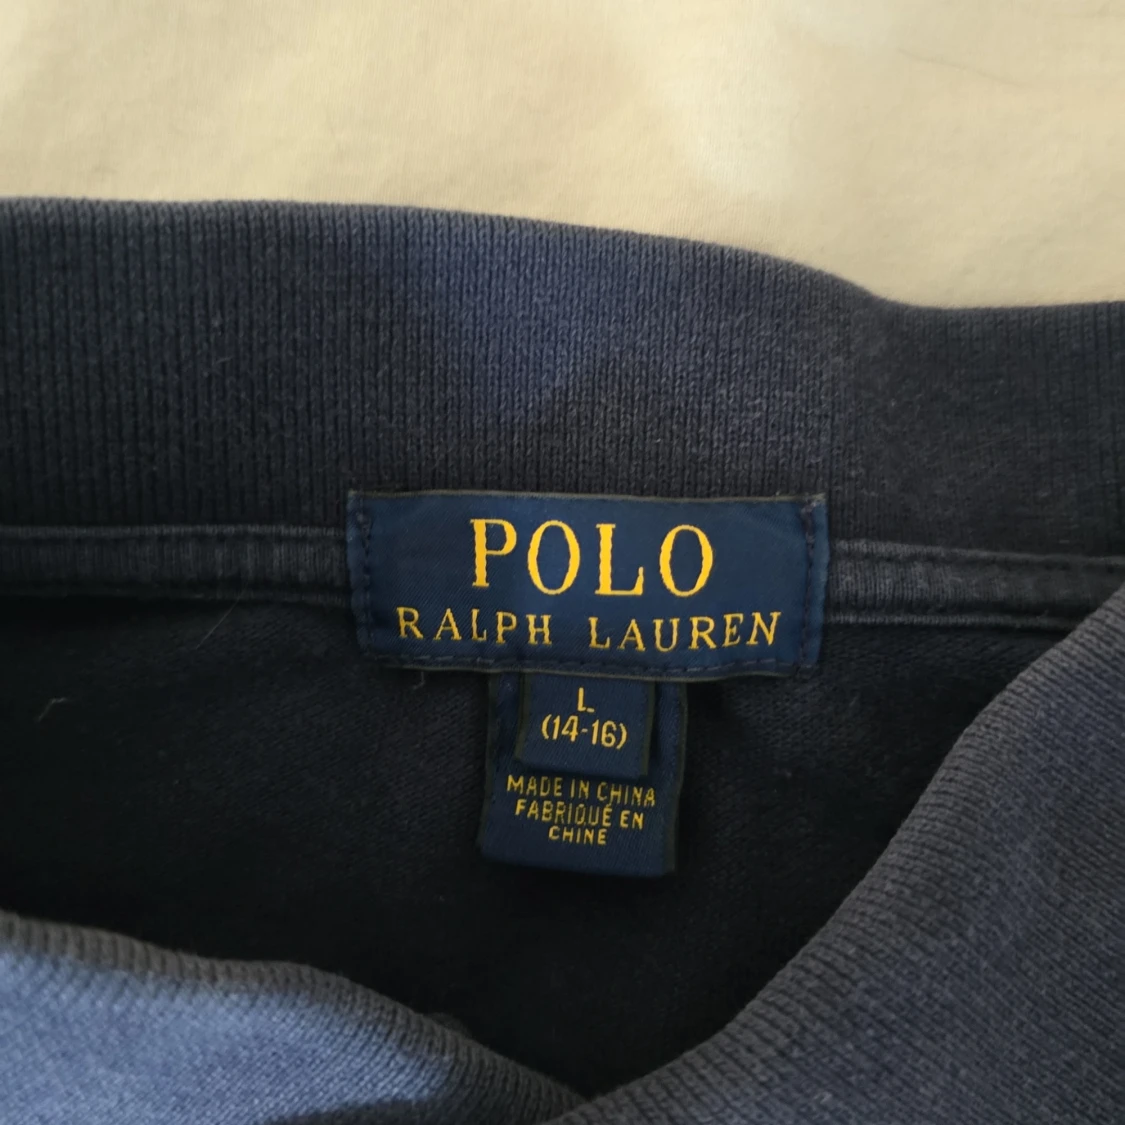 POLO
RALPH LAUREN
L
(14-16)
MADE IN CHINA
FABRIQUÉ EN
CHINE